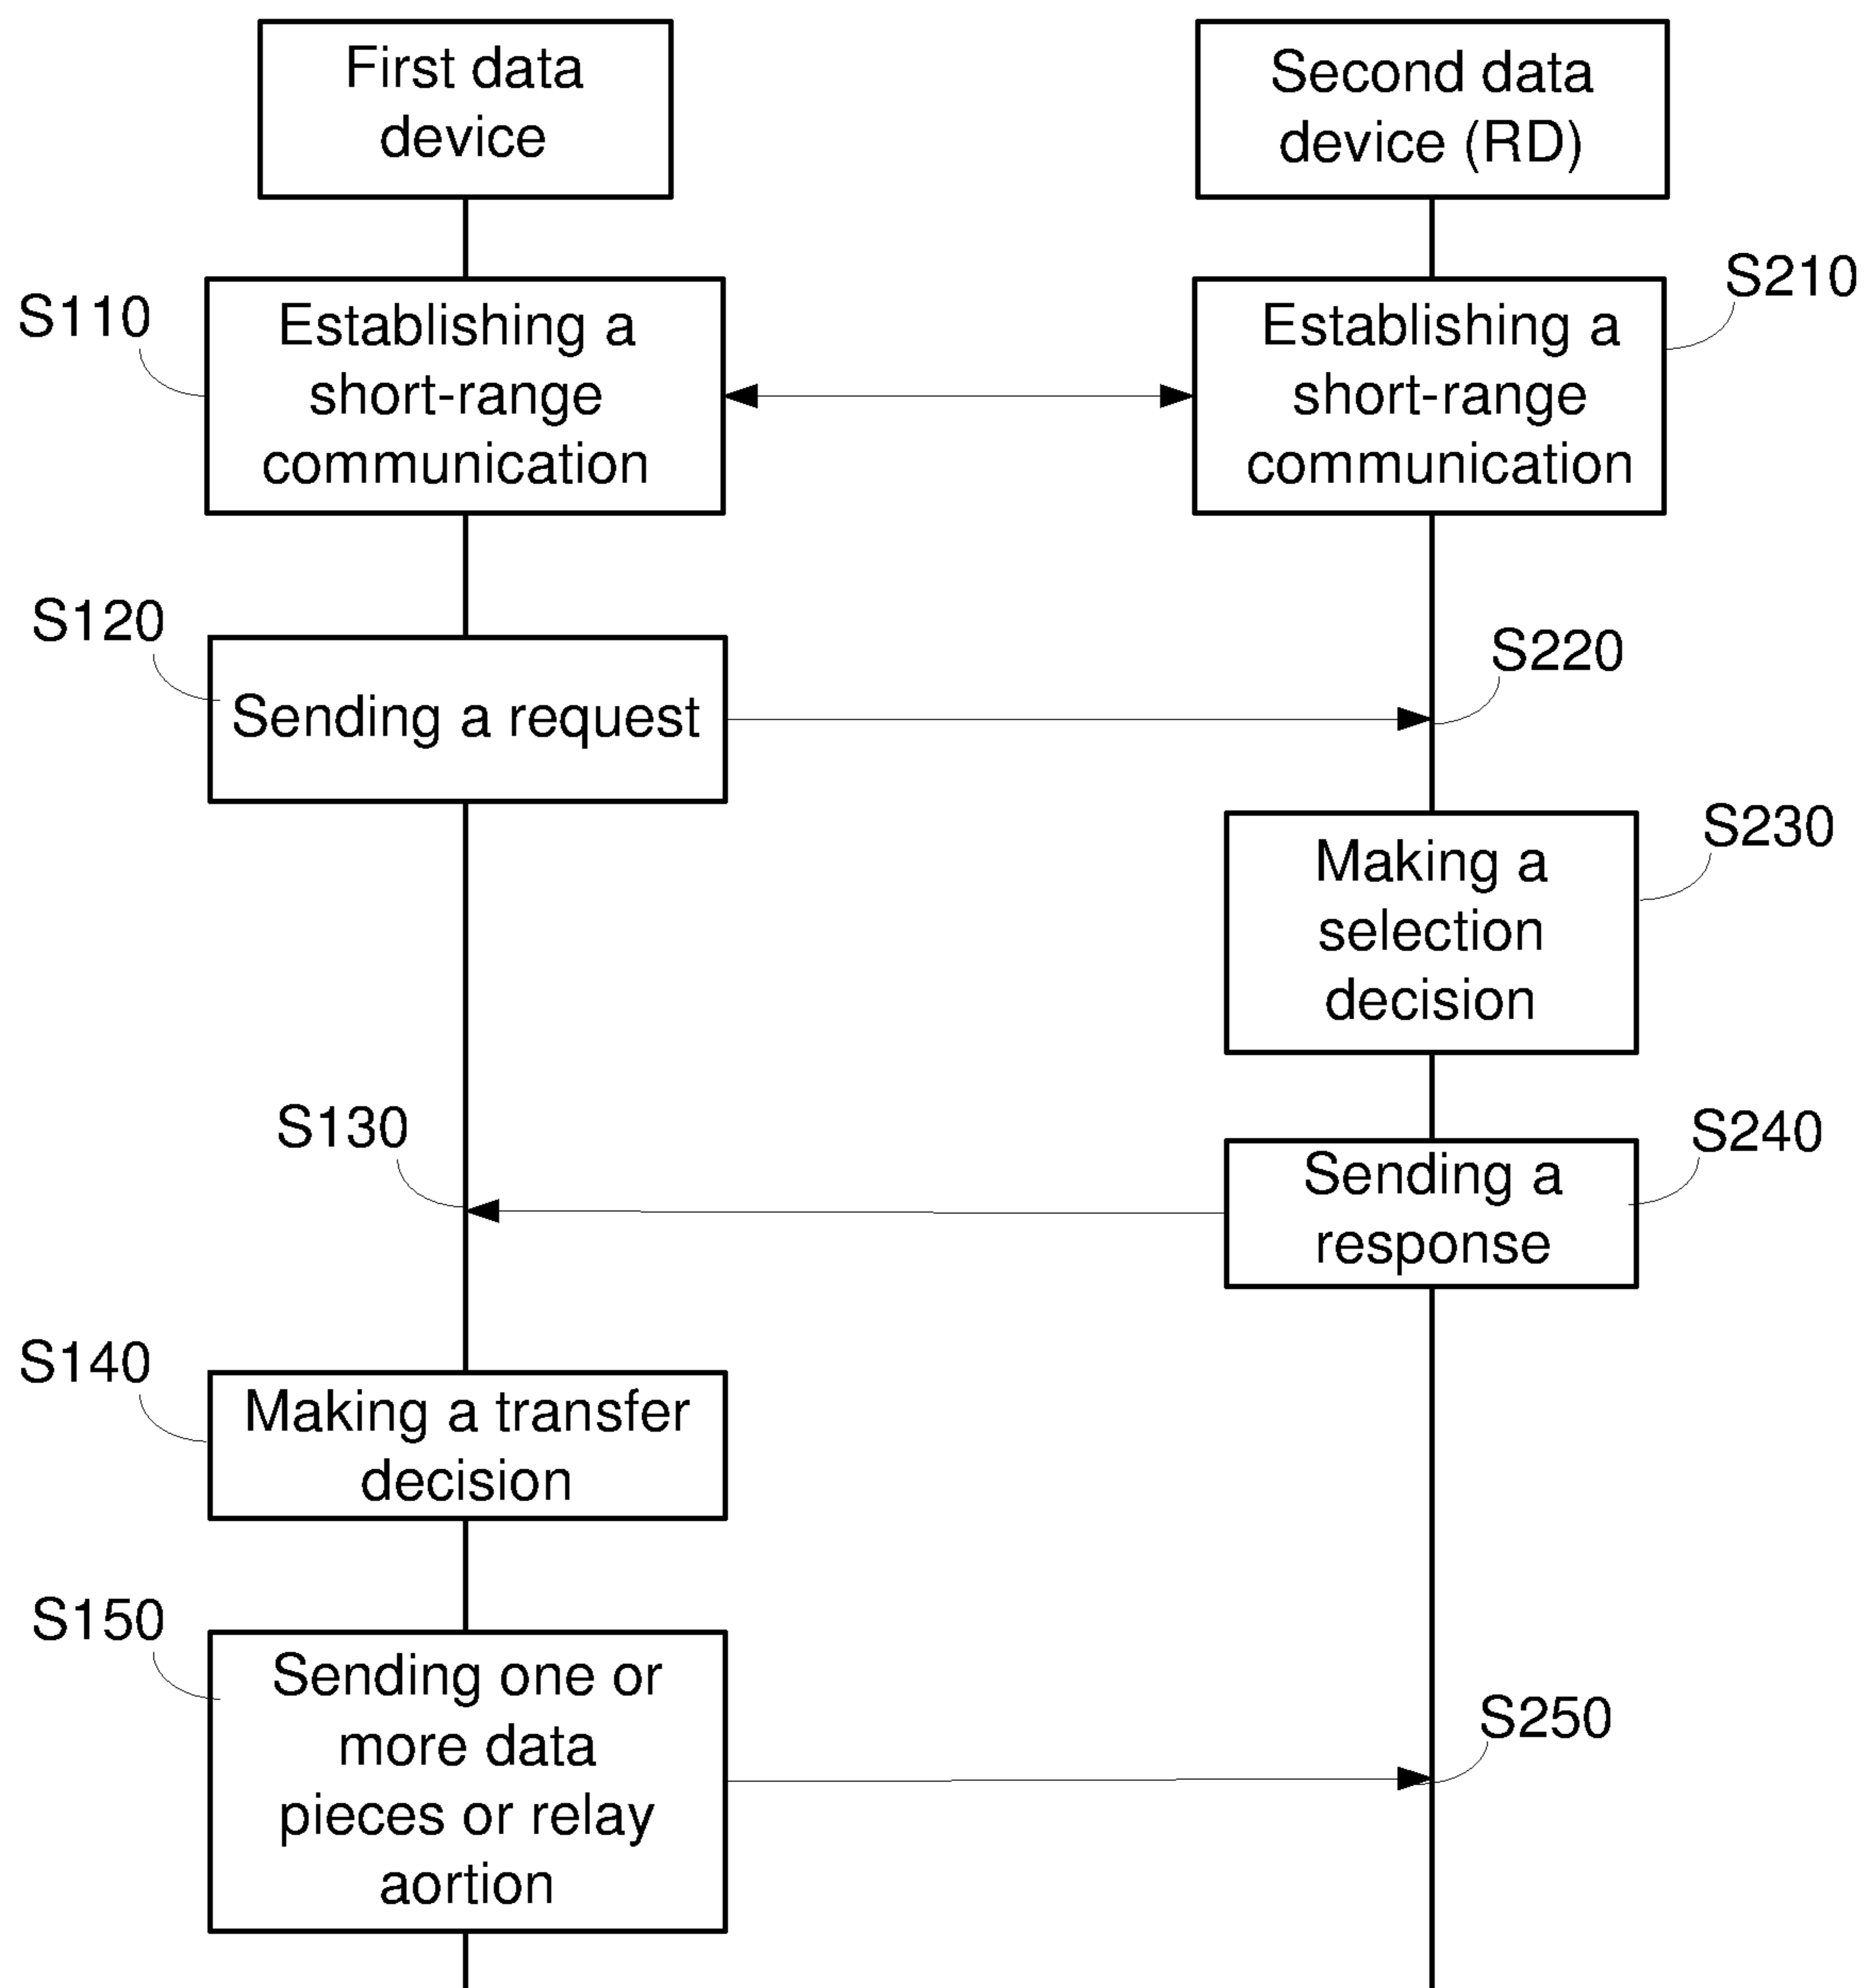 First data
device
Second data
device (RD)
S110
Establishing a
short-range
communication
Establishing a
short-range
communication
S210
S120
Sending a request
S220
Making a
selection
decision
S230
S130
Sending a
response
S240
S140
Making a transfer
decision
S150
Sending one or
more data
pieces or relay
aortion
S250